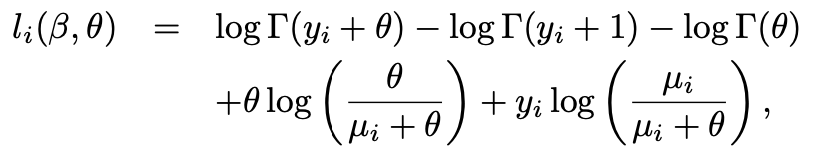 l_i(β, θ) = log Γ(y_i + θ) − log Γ(y_i + 1) − log Γ(θ)
+θ log (θ / (μ_i + θ)) + y_i log (μ_i / (μ_i + θ)) ,